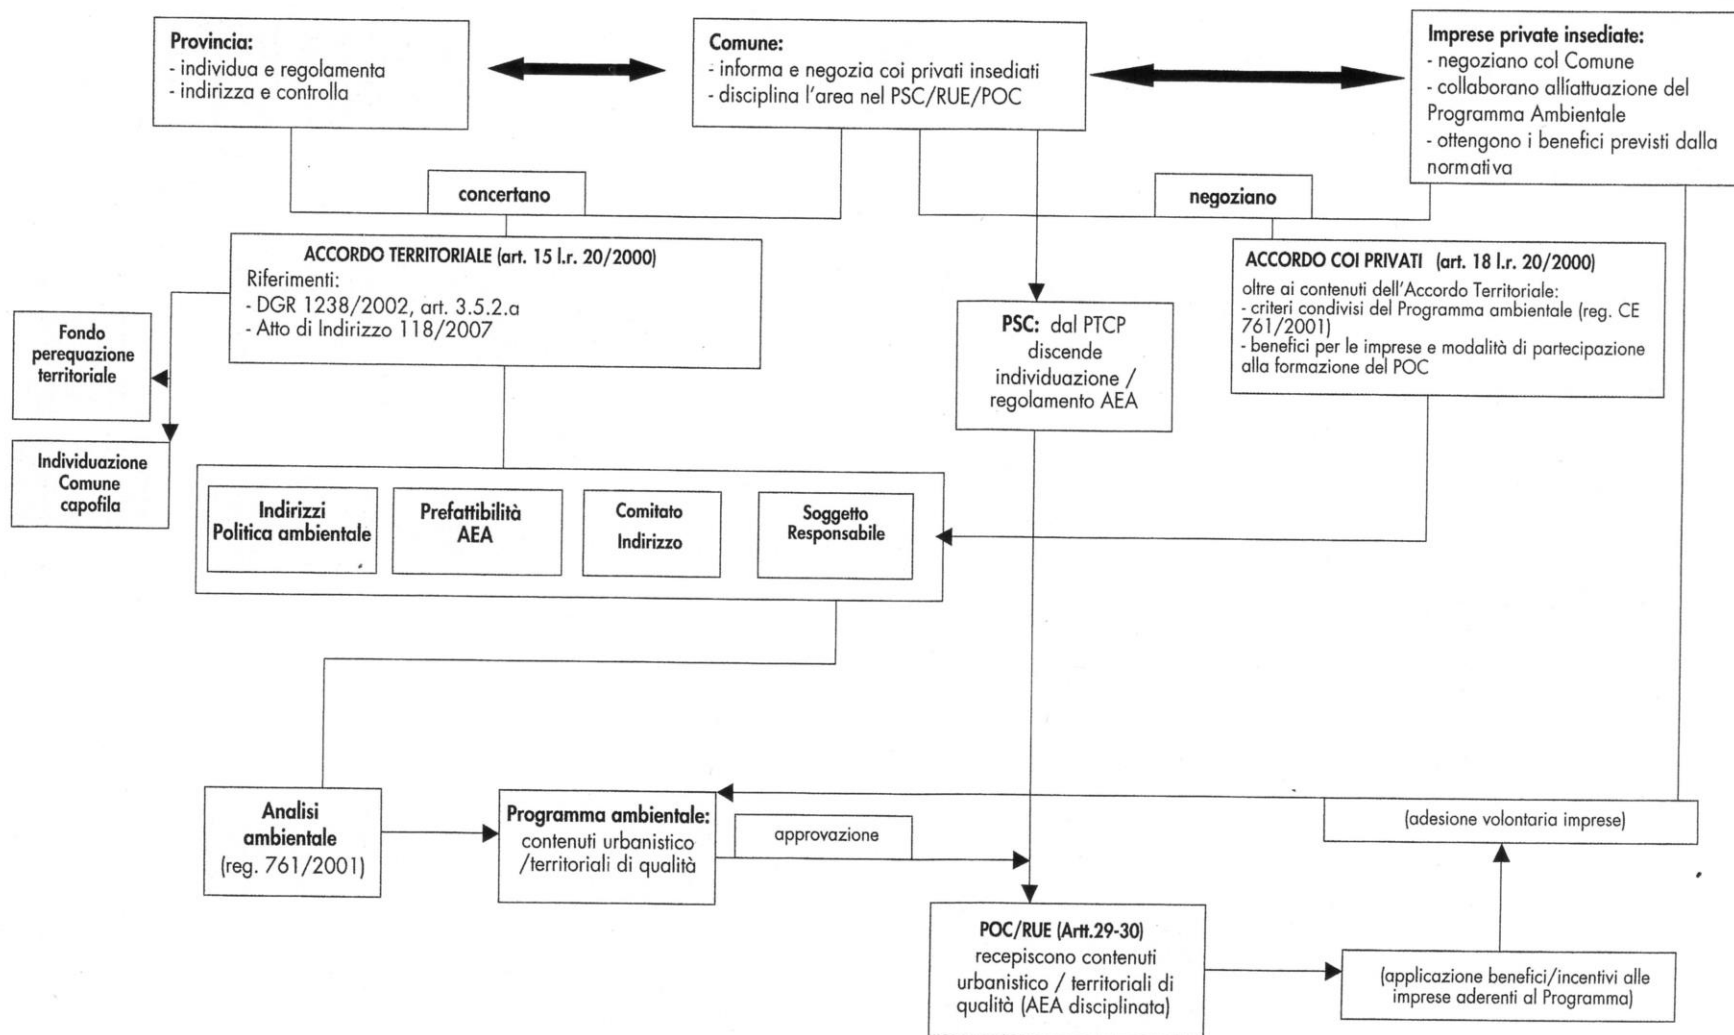 Provincia:
- individua e regolamenta
- indirizza e controlla
Comune:
- informa e negozia coi privati insediati
- disciplina l'area nel PSC/RUE/POC
Imprese private insediate:
- negoziano col Comune
- collaborano allíattuazione del
Programma Ambientale
- ottengono i benefici previsti dalla
normativa
concertano
negoziano
ACCORDO TERRITORIALE (art. 15 l.r. 20/2000)
Riferimenti:
- DGR 1238/2002, art. 3.5.2.a
- Atto di Indirizzo 118/2007
ACCORDO COI PRIVATI (art. 18 l.r. 20/2000)
oltre ai contenuti dell'Accordo Territoriale:
- criteri condivisi del Programma ambientale (reg. CE
761/2001)
- benefici per le imprese e modalità di partecipazione
alla formazione del POC
Fondo
perequazione
territoriale
PSC: dal PTCP
discende
individuazione /
regolamento AEA
Individuazione
Comune
capofila
Indirizzi
Politica ambientale
Prefattibilità
AEA
Comitato
Indirizzo
Soggetto
Responsabile
Analisi
ambientale
(reg. 761/2001)
Programma ambientale:
contenuti urbanistico
/territoriali di qualità
approvazione
(adesione volontaria imprese)
POC/RUE (Artt.29-30)
recepiscono contenuti
urbanistico / territoriali di
qualità (AEA disciplinata)
(applicazione benefici/incentivi alle
imprese aderenti al Programma)